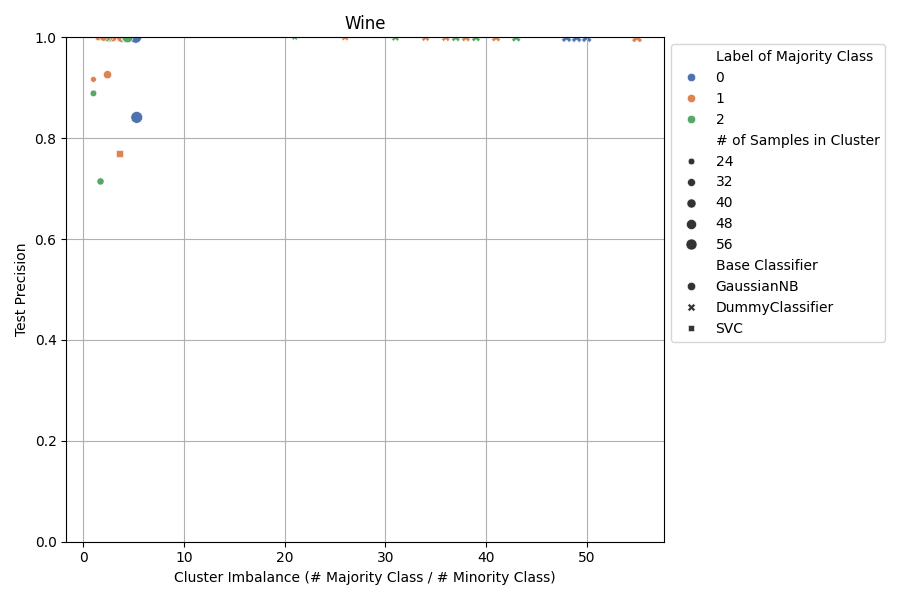 Wine
Test Precision
1.0
0.8
0.6
0.4
0.2
0.0
0
10
20
30
40
50
Cluster Imbalance (# Majority Class / # Minority Class)
Label of Majority Class
0
1
2
# of Samples in Cluster
24
32
40
48
56
Base Classifier
GaussianNB
DummyClassifier
SVC